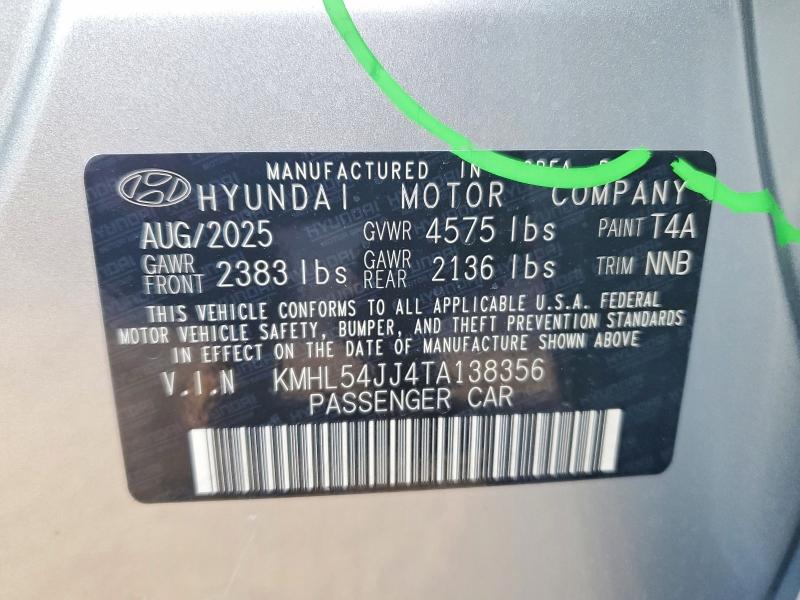 MANUFACTURED IN
HYUNDAI MOTOR COMPANY
AUG/2025 GVWR 4575 lbs PAINT T4A
GAWR FRONT 2383 lbs GAWR REAR 2136 lbs TRIM NNB
THIS VEHICLE CONFORMS TO ALL APPLICABLE U.S.A. FEDERAL
MOTOR VEHICLE SAFETY, BUMPER, AND THEFT PREVENTION STANDARDS
IN EFFECT ON THE DATE OF MANUFACTURE SHOWN ABOVE
V.I.N KMHL54JJ4TA138356
PASSENGER CAR